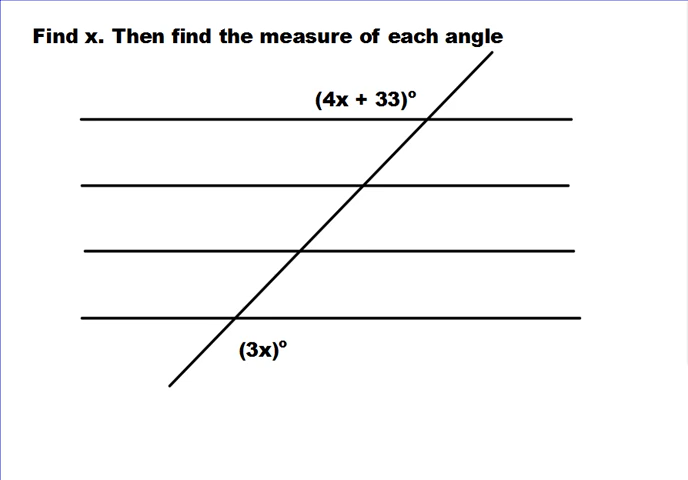 Find x. Then find the measure of each angle
(4x + 33)º
(3x)º